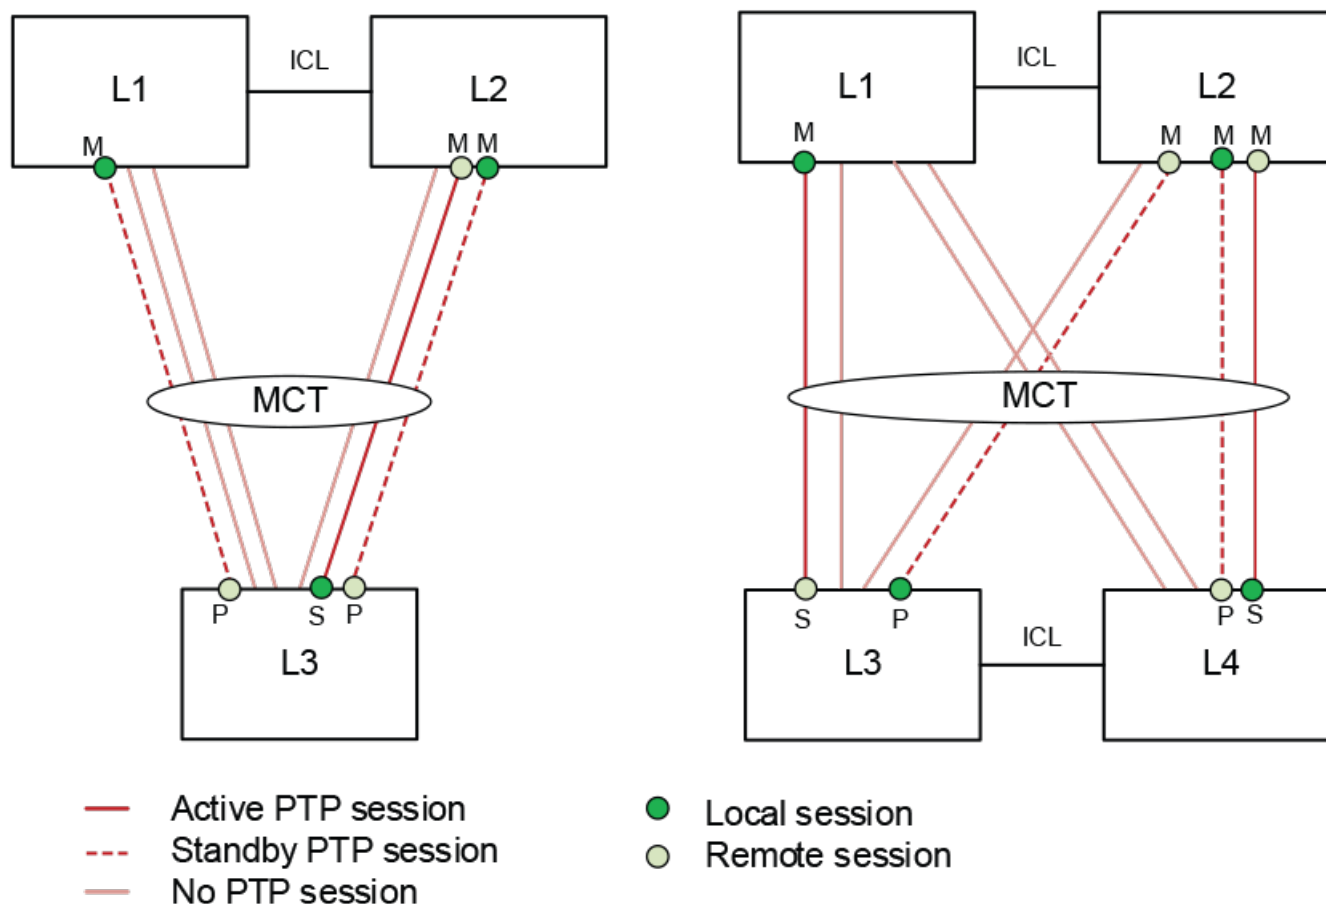 ICL
L1
L2
M
M M
MCT
P
S P
L3
ICL
L1
L2
M
M M M
MCT
S
P
P S
ICL
L3
L4
Active PTP session
Standby PTP session
No PTP session
Local session
Remote session